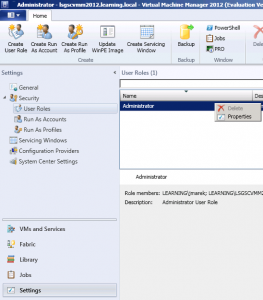 Administrator - lsgscvmm2012.learning.local - Virtual Machine Manager 2012 (Evaluation Ve
Home
Create User Role
Create Run As Account
Create Run As Profile
Update WinPE Image
Create Servicing Window
Backup
PowerShell
Jobs
PRO
Delete
Create
Backup
Window
Settings
User Roles (1)
General
Security
User Roles
Run As Accounts
Run As Profiles
Servicing Windows
Configuration Providers
System Center Settings
Name
Des
Administrator
Delete
Properties
Administrator
Role members: LEARNING\jmarek; LEARNING\LSGSCVMM2
Description: Administrator User Role
VMs and Services
Fabric
Library
Jobs
Settings